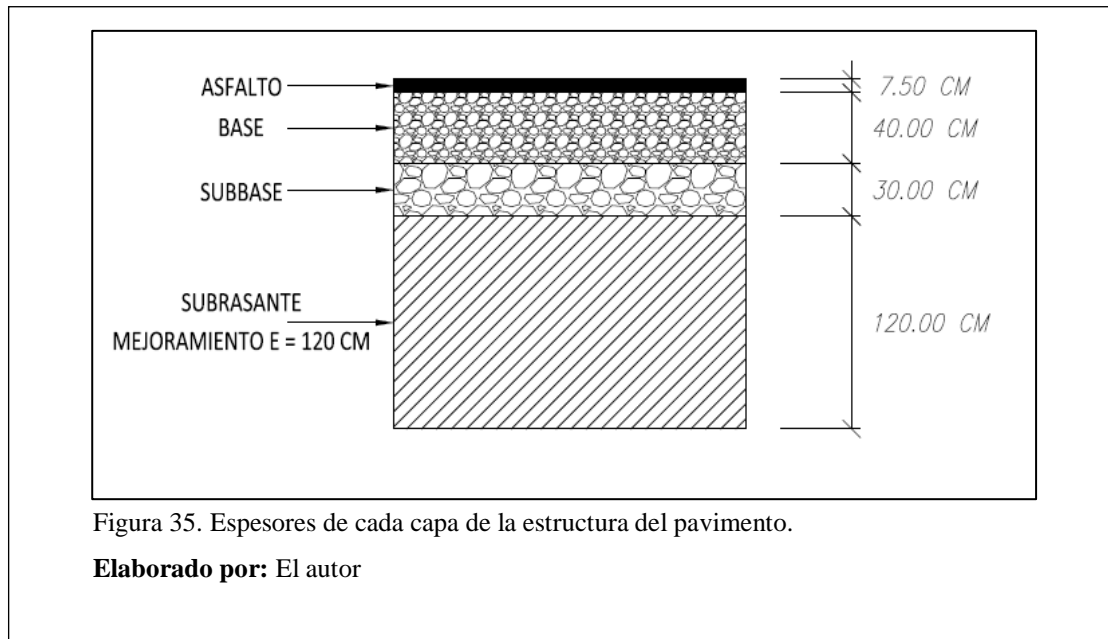 ASFALTO
7.50 CM
BASE
40.00 CM
SUBBASE
30.00 CM
SUBRASANTE
MEJORAMIENTO E = 120 CM
120.00 CM
Figura 35. Espesores de cada capa de la estructura del pavimento.
Elaborado por: El autor